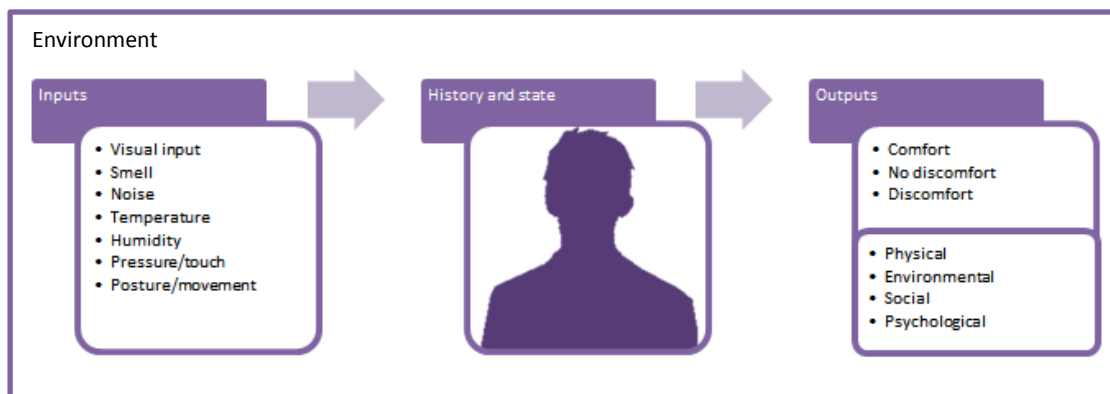 Environment
Inputs
• Visual input
• Smell
• Noise
• Temperature
• Humidity
• Pressure/touch
• Posture/movement
History and state
Outputs
• Comfort
• No discomfort
• Discomfort
• Physical
• Environmental
• Social
• Psychological